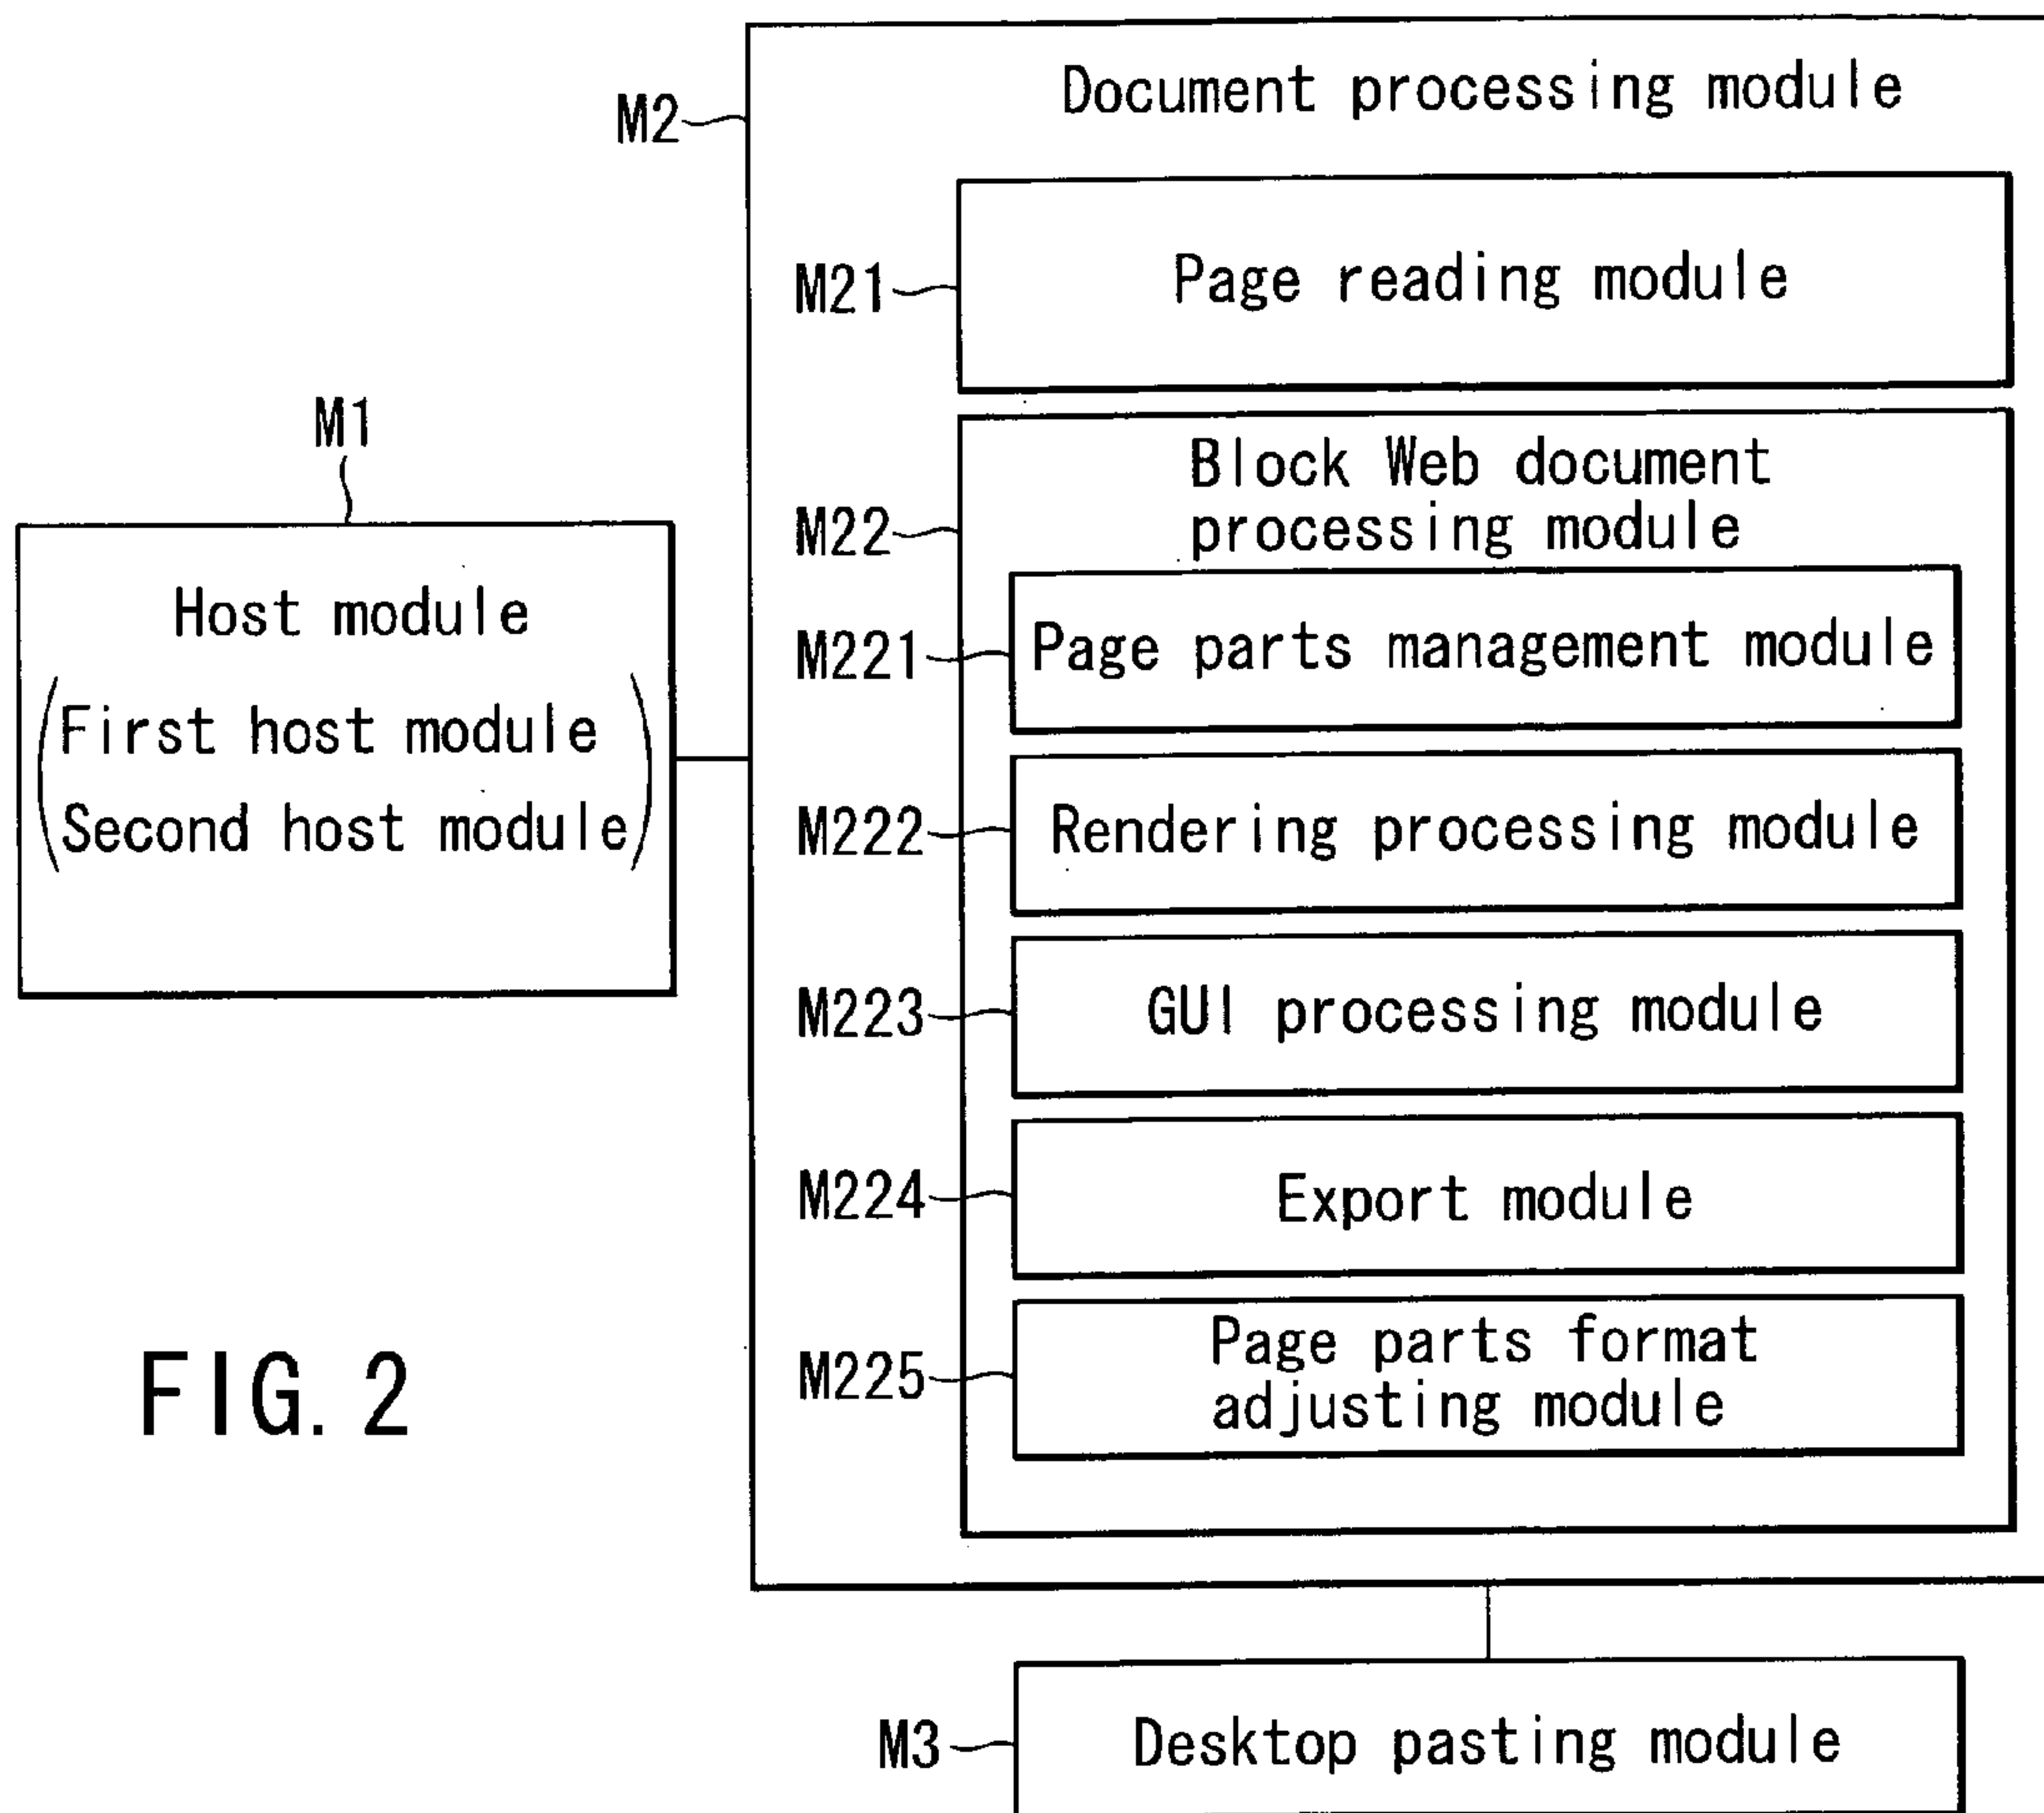 Document processing module
M2
Page reading module
M21
M1
Block Web document
processing module
M22
Host module
First host module
Second host module
M221
Page parts management module
M222
Rendering processing module
M223
GUI processing module
M224
Export module
M225
Page parts format
adjusting module
FIG. 2
M3
Desktop pasting module